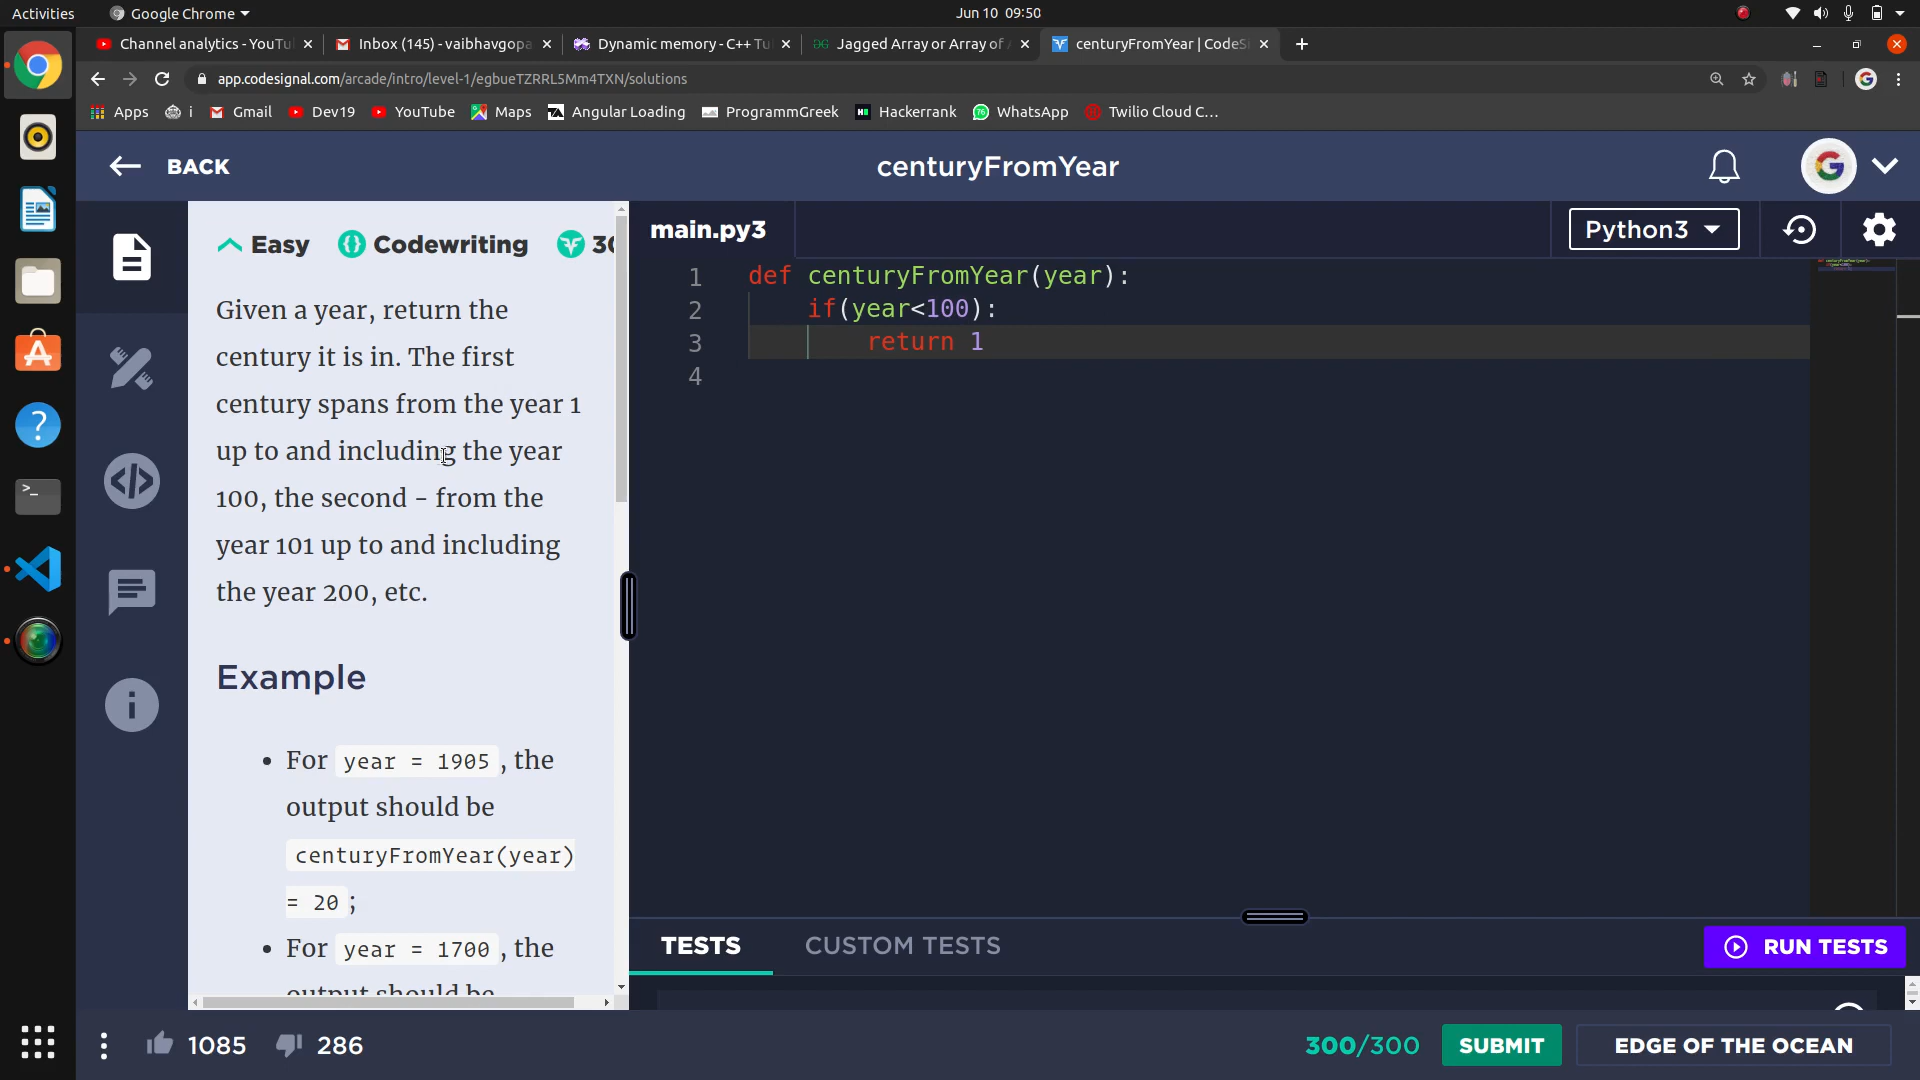 Activities
Google Chrome
Jun 10 09:50
Channel analytics - YouTu
Inbox (145) - vaibhavgopa
Dynamic memory - C++ Tu
Jagged Array or Array of
centuryFromYear | CodeSi
app.codesignal.com/arcade/intro/level-1/egbueTZRRL5Mm4TXN/solutions
Apps
i
Gmail
Dev19
YouTube
Maps
Angular Loading
ProgrammGreek
Hackerrank
WhatsApp
Twilio Cloud C...
BACK
centuryFromYear
Easy
Codewriting
30
Given a year, return the
century it is in. The first
century spans from the year 1
up to and including the year
100, the second - from the
year 101 up to and including
the year 200, etc.
Example
• For year = 1905 , the
output should be
centuryFromYear(year)
= 20 ;
• For year = 1700 , the
output should be
main.py3
Python3
1 def centuryFromYear(year):
2 if(year<100):
3 return 1
4
TESTS
CUSTOM TESTS
RUN TESTS
1085
286
300/300
SUBMIT
EDGE OF THE OCEAN